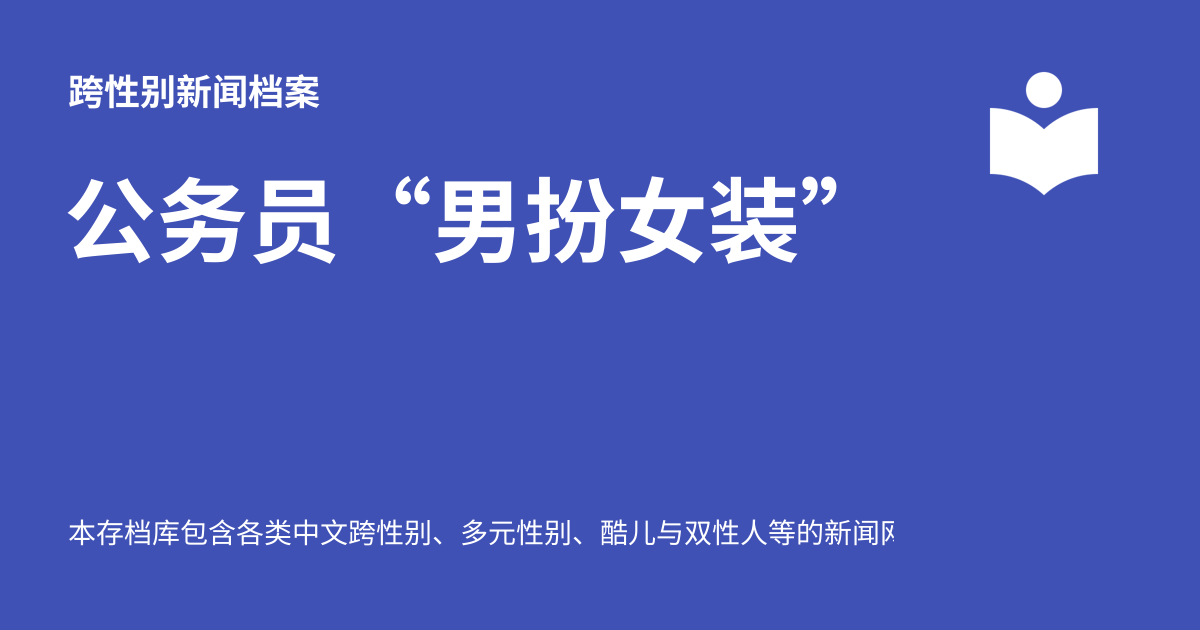 跨性别新闻档案
公务员“男扮女装”
本存档库包含各类中文跨性别、多元性别、酷儿与双性人等的新闻